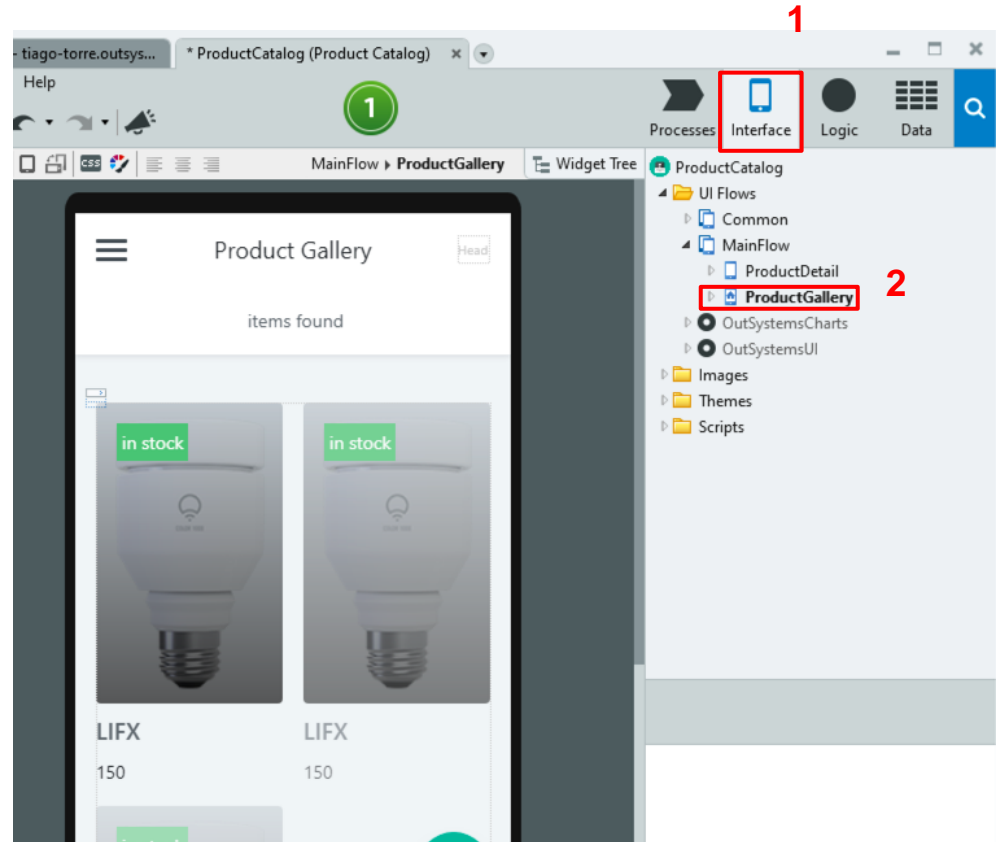 1
- tiago-torre.outsys...
* ProductCatalog (Product Catalog)
Help
1
Processes
Interface
Logic
Data
css
MainFlow
ProductGallery
Widget Tree
ProductCatalog
UI Flows
Common
MainFlow
ProductDetail
ProductGallery
2
OutSystemsCharts
OutSystemsUI
Images
Themes
Scripts
Product Gallery
Head
items found
in stock
in stock
LIFX
LIFX
150
150